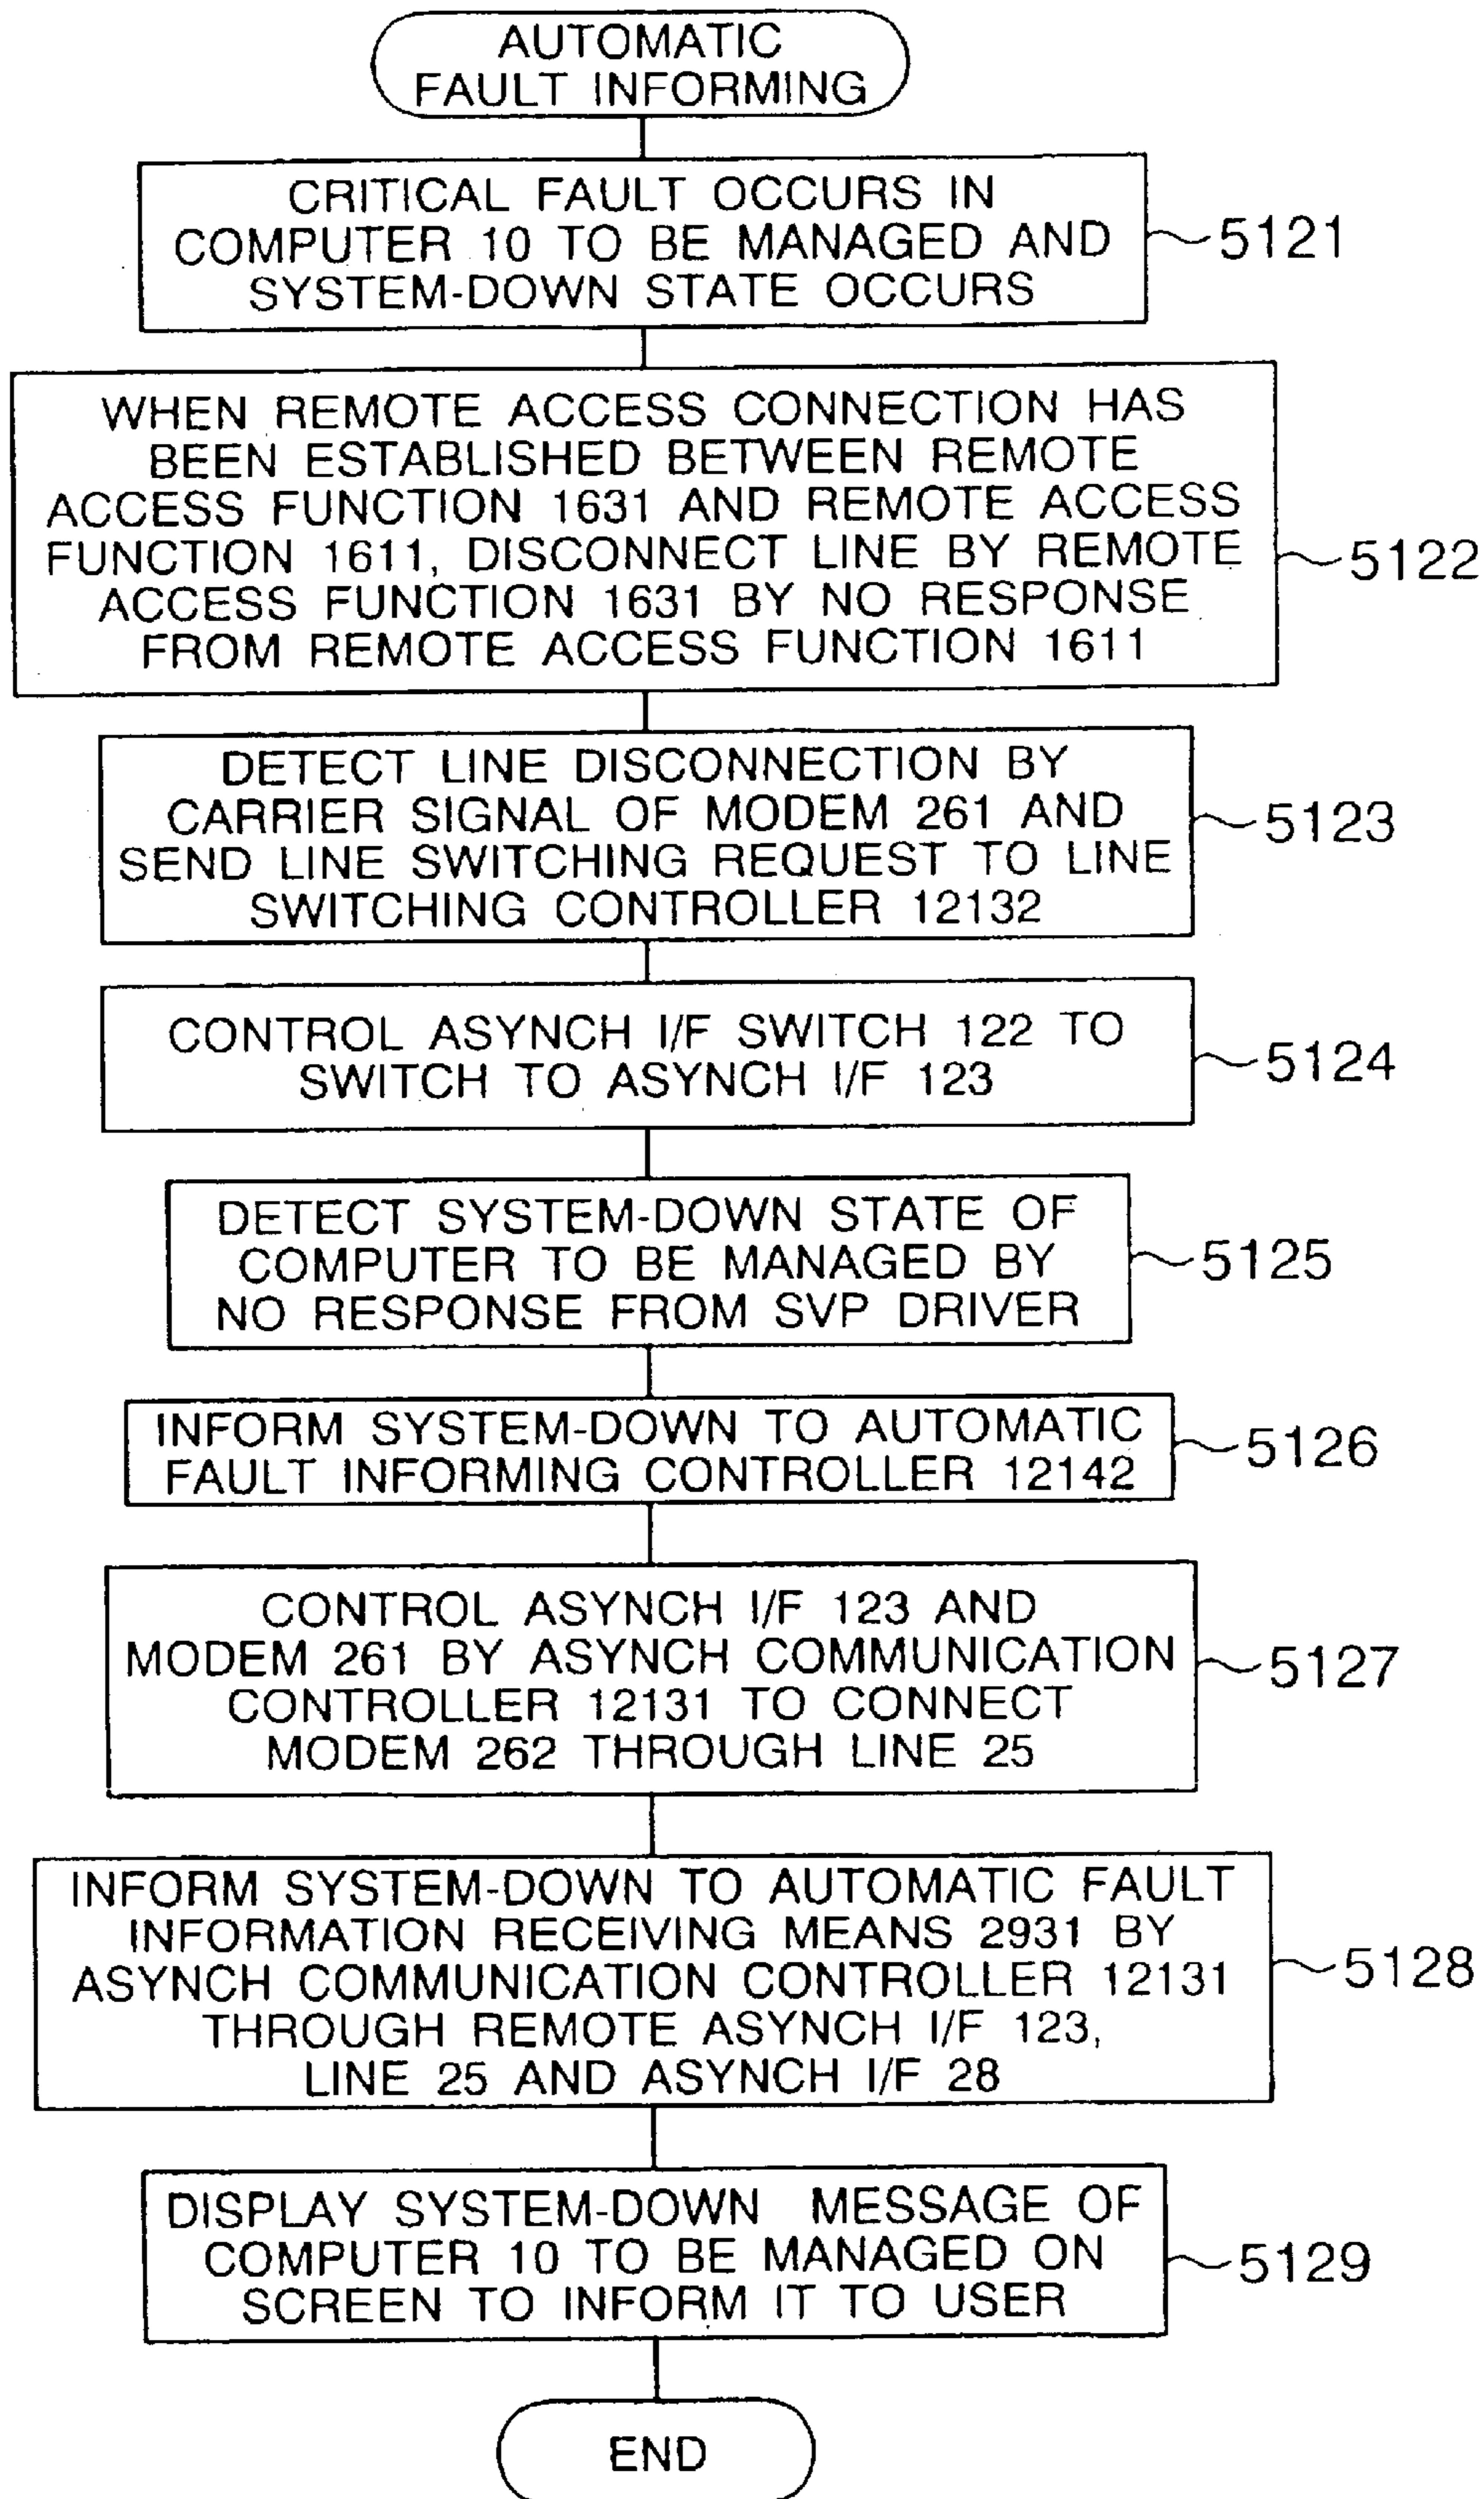 AUTOMATIC
FAULT INFORMING
CRITICAL FAULT OCCURS IN
COMPUTER 10 TO BE MANAGED AND
SYSTEM-DOWN STATE OCCURS
5121
WHEN REMOTE ACCESS CONNECTION HAS
BEEN ESTABLISHED BETWEEN REMOTE
ACCESS FUNCTION 1631 AND REMOTE ACCESS
FUNCTION 1611, DISCONNECT LINE BY REMOTE
ACCESS FUNCTION 1631 BY NO RESPONSE
FROM REMOTE ACCESS FUNCTION 1611
5122
DETECT LINE DISCONNECTION BY
CARRIER SIGNAL OF MODEM 261 AND
SEND LINE SWITCHING REQUEST TO LINE
SWITCHING CONTROLLER 12132
5123
CONTROL ASYNCH I/F SWITCH 122 TO
SWITCH TO ASYNCH I/F 123
5124
DETECT SYSTEM-DOWN STATE OF
COMPUTER TO BE MANAGED BY
NO RESPONSE FROM SVP DRIVER
5125
INFORM SYSTEM-DOWN TO AUTOMATIC
FAULT INFORMING CONTROLLER 12142
5126
CONTROL ASYNCH I/F 123 AND
MODEM 261 BY ASYNCH COMMUNICATION
CONTROLLER 12131 TO CONNECT
MODEM 262 THROUGH LINE 25
5127
INFORM SYSTEM-DOWN TO AUTOMATIC FAULT
INFORMATION RECEIVING MEANS 2931 BY
ASYNCH COMMUNICATION CONTROLLER 12131
THROUGH REMOTE ASYNCH I/F 123,
LINE 25 AND ASYNCH I/F 28
5128
DISPLAY SYSTEM-DOWN MESSAGE OF
COMPUTER 10 TO BE MANAGED ON
SCREEN TO INFORM IT TO USER
5129
END